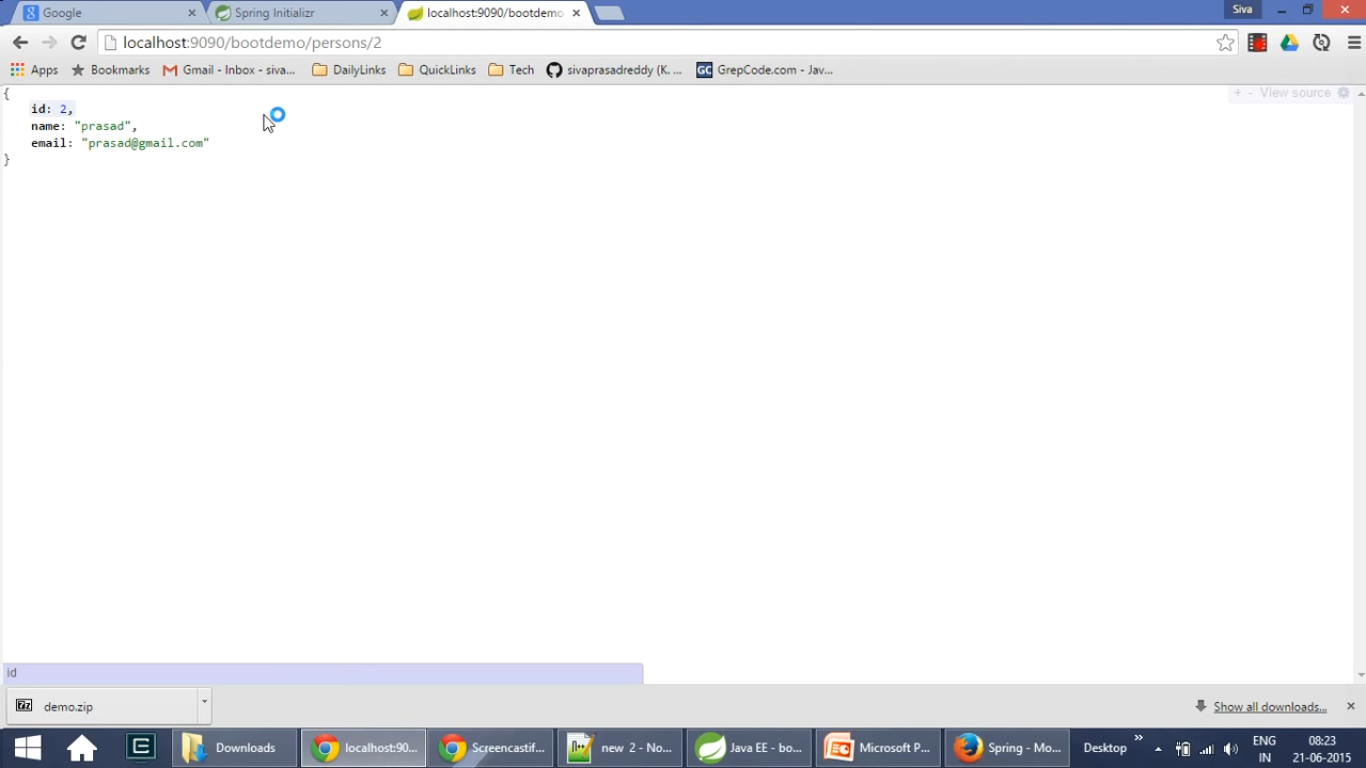 Google
Spring Initializr
localhost:9090/bootdemo
Siva
localhost:9090/bootdemo/persons/2
Apps Bookmarks Gmail - Inbox - siva... DailyLinks QuickLinks Tech sivaprasadreddy (K. ... GC GrepCode.com - Jav...
{
+ - View source
id: 2,
name: "prasad",
email: "prasad@gmail.com"
}
id
demo.zip
Show all downloads...
Downloads
localhost:90...
Screencastif...
new 2 - No...
Java EE - bo...
Microsoft P...
Spring - Mo...
Desktop
ENG
IN
08:23
21-06-2015